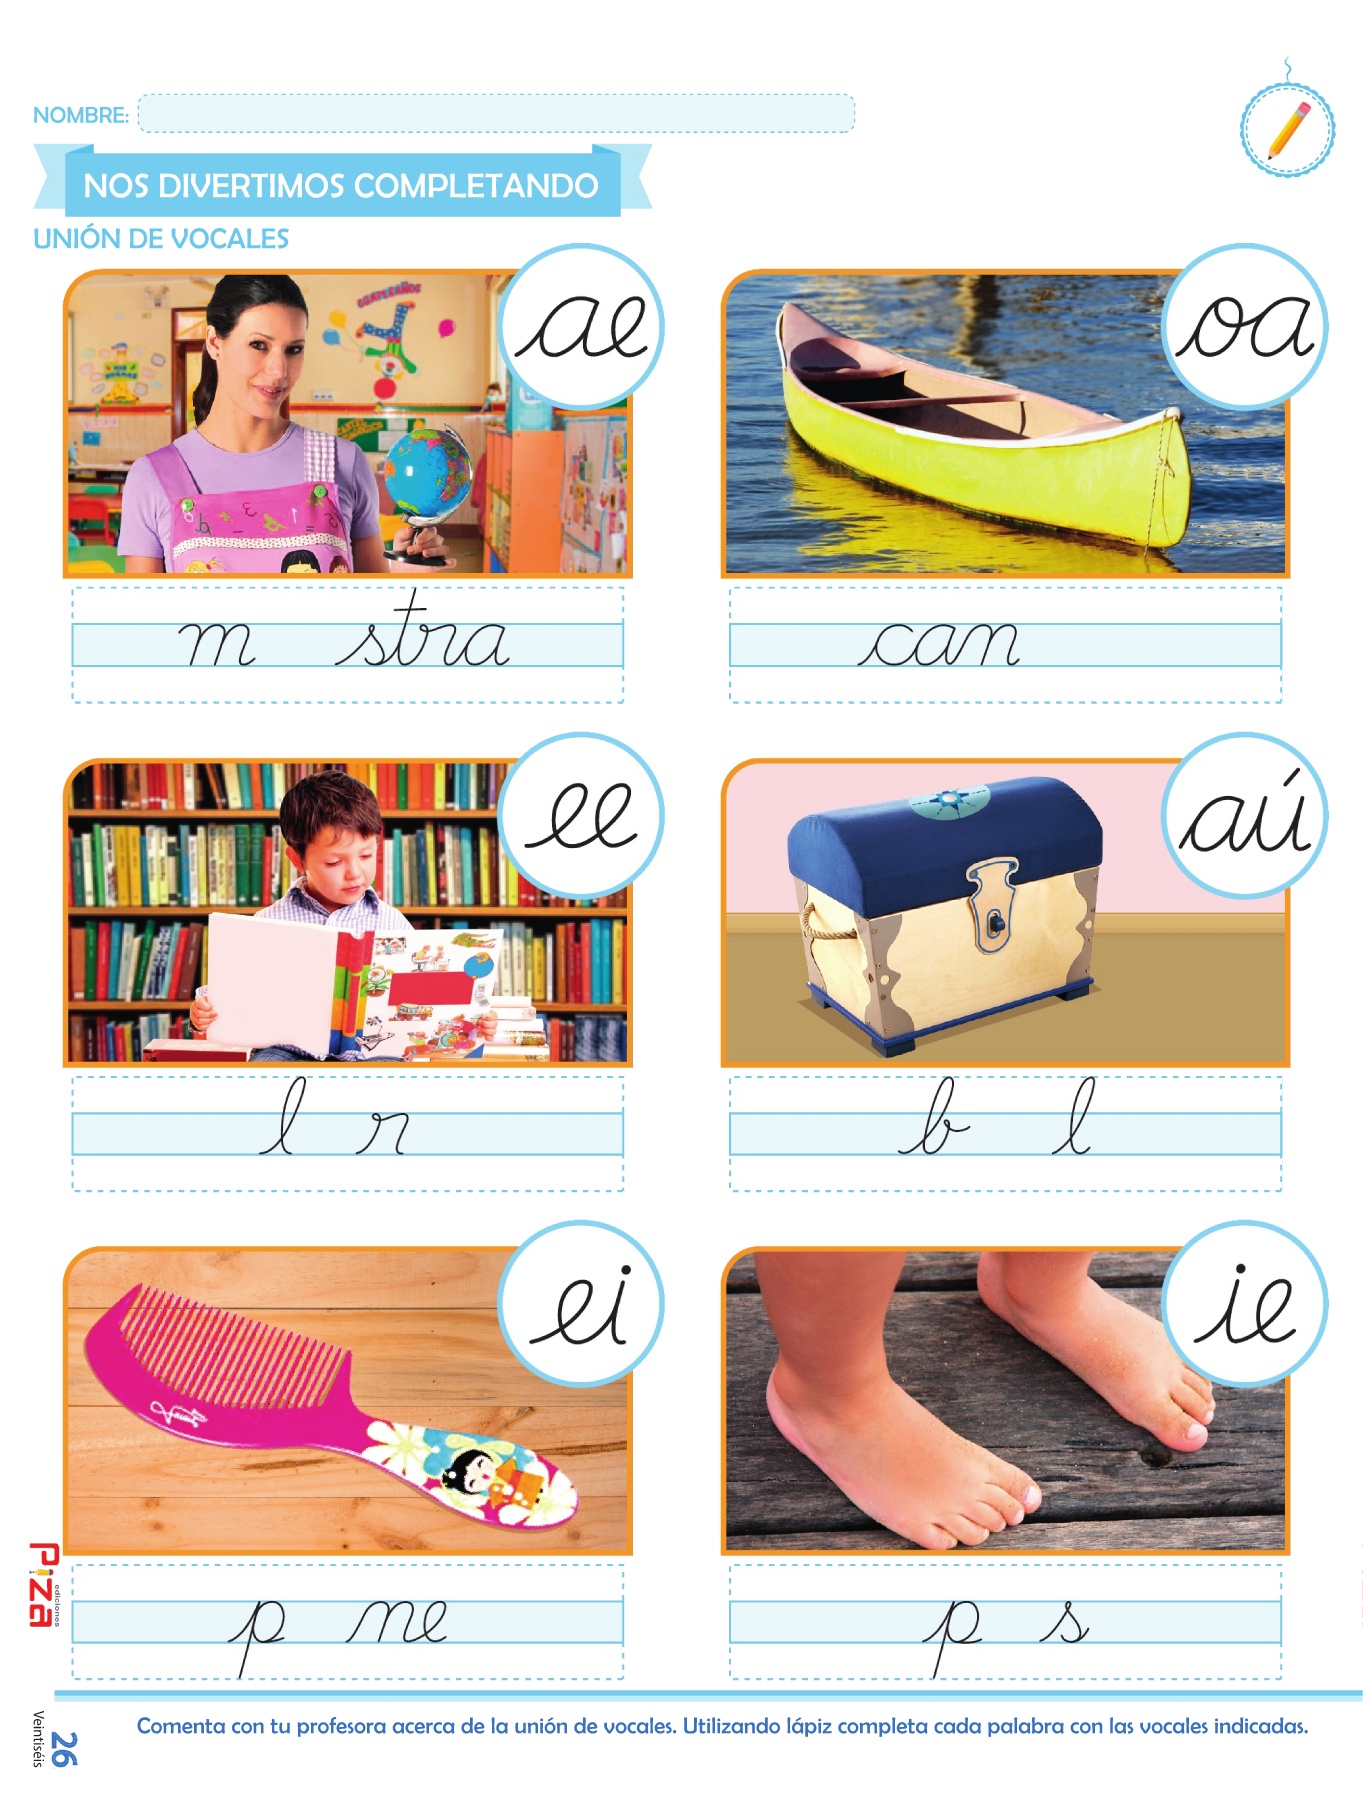 NOMBRE:
NOS DIVERTIMOS COMPLETANDO
UNIÓN DE VOCALES
ae
oa
CUMPLEAÑOS
m stra
can
ee
aú
l r
b l
ei
ie
p ne
p s
Piza
ediciones
26
Veintiséis
Comenta con tu profesora acerca de la unión de vocales. Utilizando lápiz completa cada palabra con las vocales indicadas.